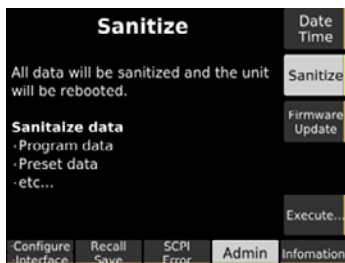 Sanitize
All data will be sanitized and the unit
will be rebooted.
Sanitaize data
·Program data
·Preset data
·etc...
Date
Time
Sanitize
Firmware
Update
Execute...
·Configure
·Interface
Recall
Save
SCPI
Error
Admin
Infomation